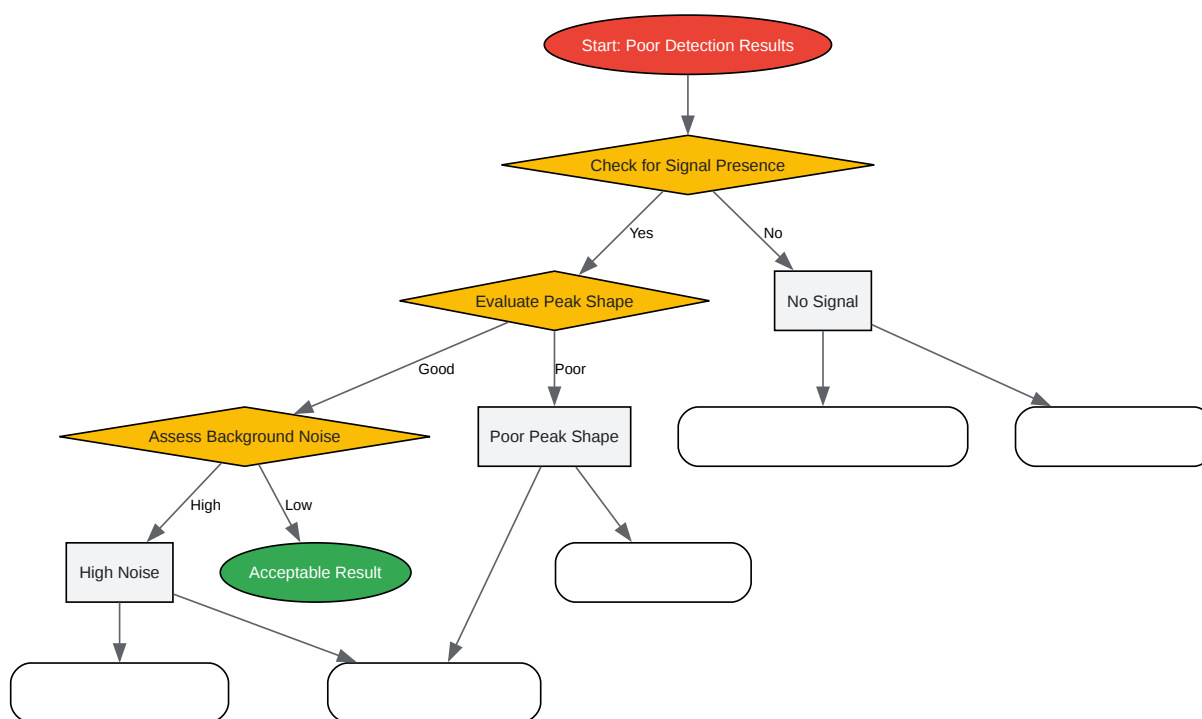 Start: Poor Detection Results
Check for Signal Presence
Yes
No
Evaluate Peak Shape
No Signal
Good
Poor
Assess Background Noise
Poor Peak Shape
High
Low
High Noise
Acceptable Result